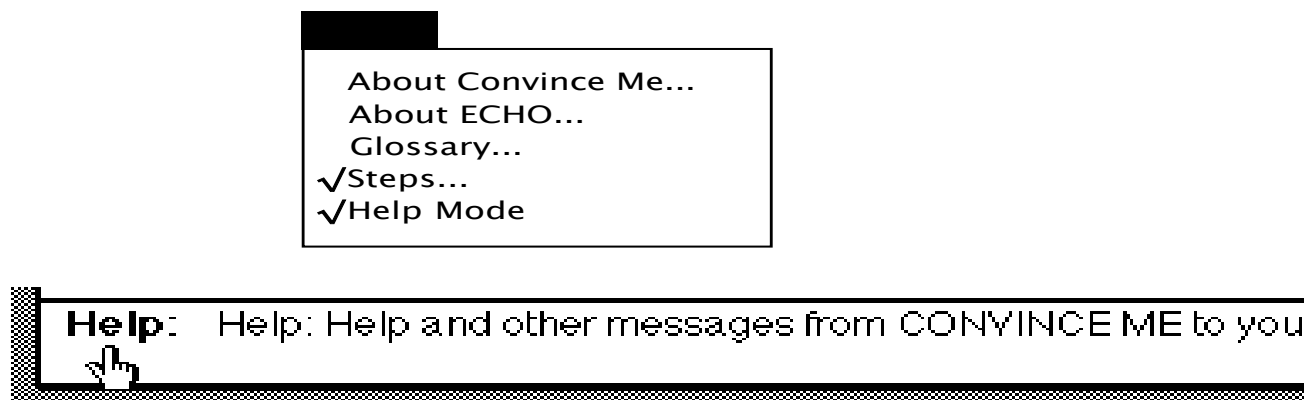 About Convince Me...
About ECHO...
Glossary...
√Steps...
√Help Mode
Help: Help: Help and other messages from CONVINCE ME to you